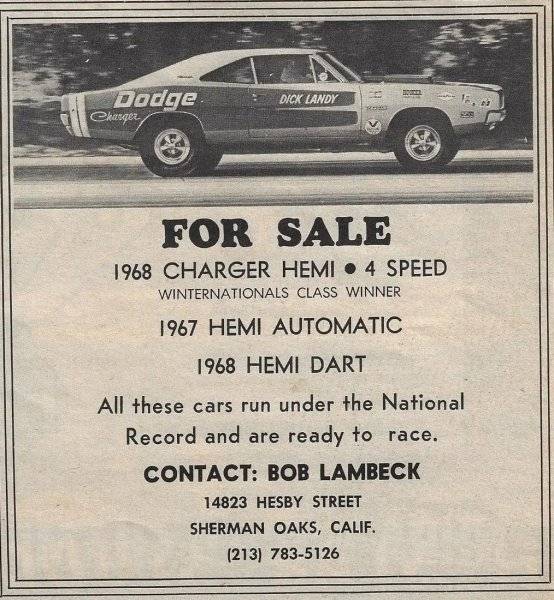 Dodge
Charger
DICK LANDY
FOR SALE
1968 CHARGER HEMI • 4 SPEED
WINTERNATIONALS CLASS WINNER
1967 HEMI AUTOMATIC
1968 HEMI DART
All these cars run under the National
Record and are ready to race.
CONTACT: BOB LAMBECK
14823 HESBY STREET
SHERMAN OAKS, CALIF.
(213) 783-5126